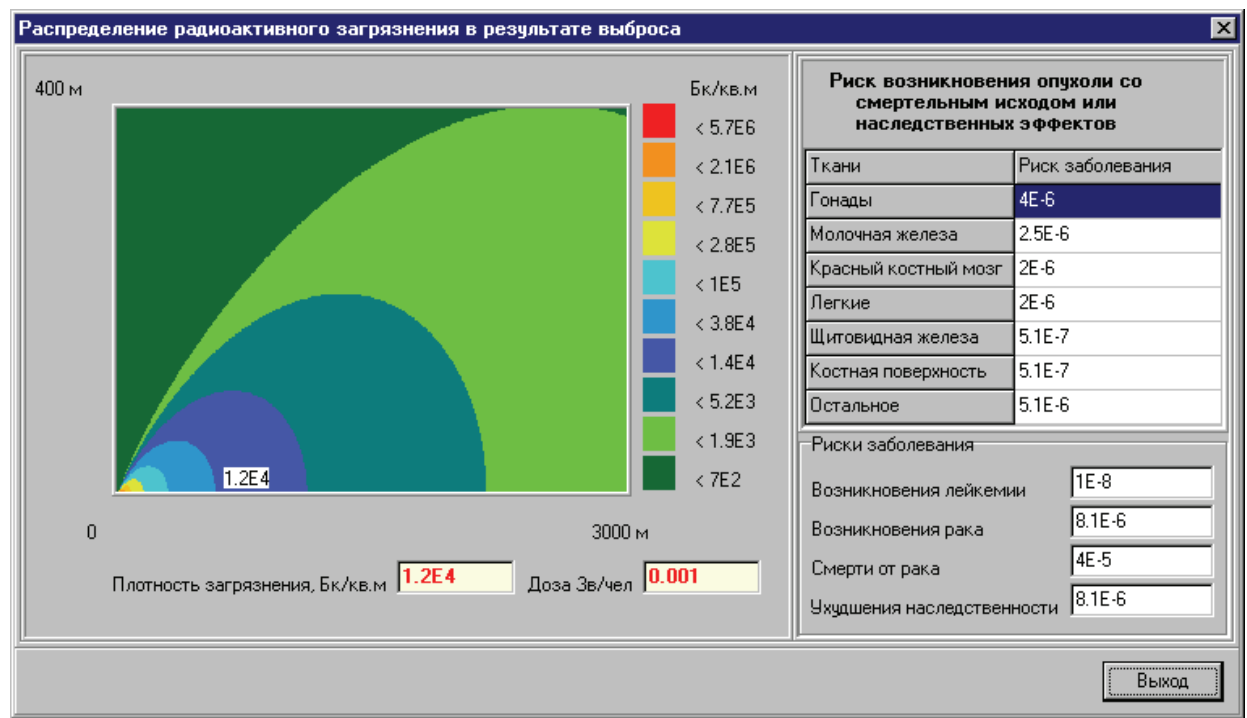 Распределение радиоактивного загрязнения в результате выброса
400 м
Бк/кв.м
< 5.7E6
< 2.1E6
< 7.7E5
< 2.8E5
< 1E5
< 3.8E4
< 1.4E4
< 5.2E3
< 1.9E3
< 7E2
1.2E4
0
3000 м
Плотность загрязнения, Бк/кв.м 1.2E4 Доза Зв/чел 0.001
Риск возникновения опухоли со
смертельным исходом или
наследственных эффектов
Ткани Риск заболевания
Гонады 4E-6
Молочная железа 2.5E-6
Красный костный мозг 2E-6
Легкие 2E-6
Щитовидная железа 5.1E-7
Костная поверхность 5.1E-7
Остальное 5.1E-6
Риски заболевания
Возникновения лейкемии 1E-8
Возникновения рака 8.1E-6
Смерти от рака 4E-5
Ухудшения наследственности 8.1E-6
Выход